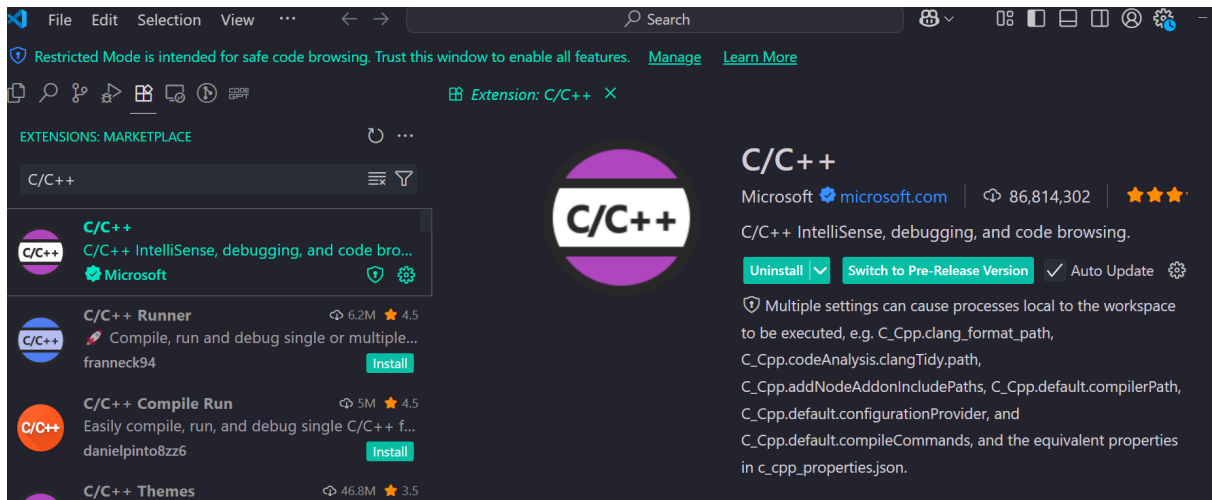 File Edit Selection View ··· Search
Restricted Mode is intended for safe code browsing. Trust this window to enable all features. Manage Learn More
CODE
GPT
Extension: C/C++
EXTENSIONS: MARKETPLACE
C/C++
C/C++
C/C++ IntelliSense, debugging, and code bro...
Microsoft
C/C++
C/C++ Runner 6.2M 4.5
Compile, run and debug single or multiple...
franneck94 Install
C/C++
C/C++ Compile Run 5M 4.5
Easily compile, run, and debug single C/C++ f...
danielpinto8zz6 Install
C/C++
C/C++ Themes 46.8M 3.5
C/C++
C/C++
Microsoft microsoft.com 86,814,302
C/C++ IntelliSense, debugging, and code browsing.
Uninstall Switch to Pre-Release Version Auto Update
Multiple settings can cause processes local to the workspace
to be executed, e.g. C_Cpp.clang_format_path,
C_Cpp.codeAnalysis.clangTidy.path,
C_Cpp.addNodeAddonIncludePaths, C_Cpp.default.compilerPath,
C_Cpp.default.configurationProvider, and
C_Cpp.default.compileCommands, and the equivalent properties
in c_cpp_properties.json.